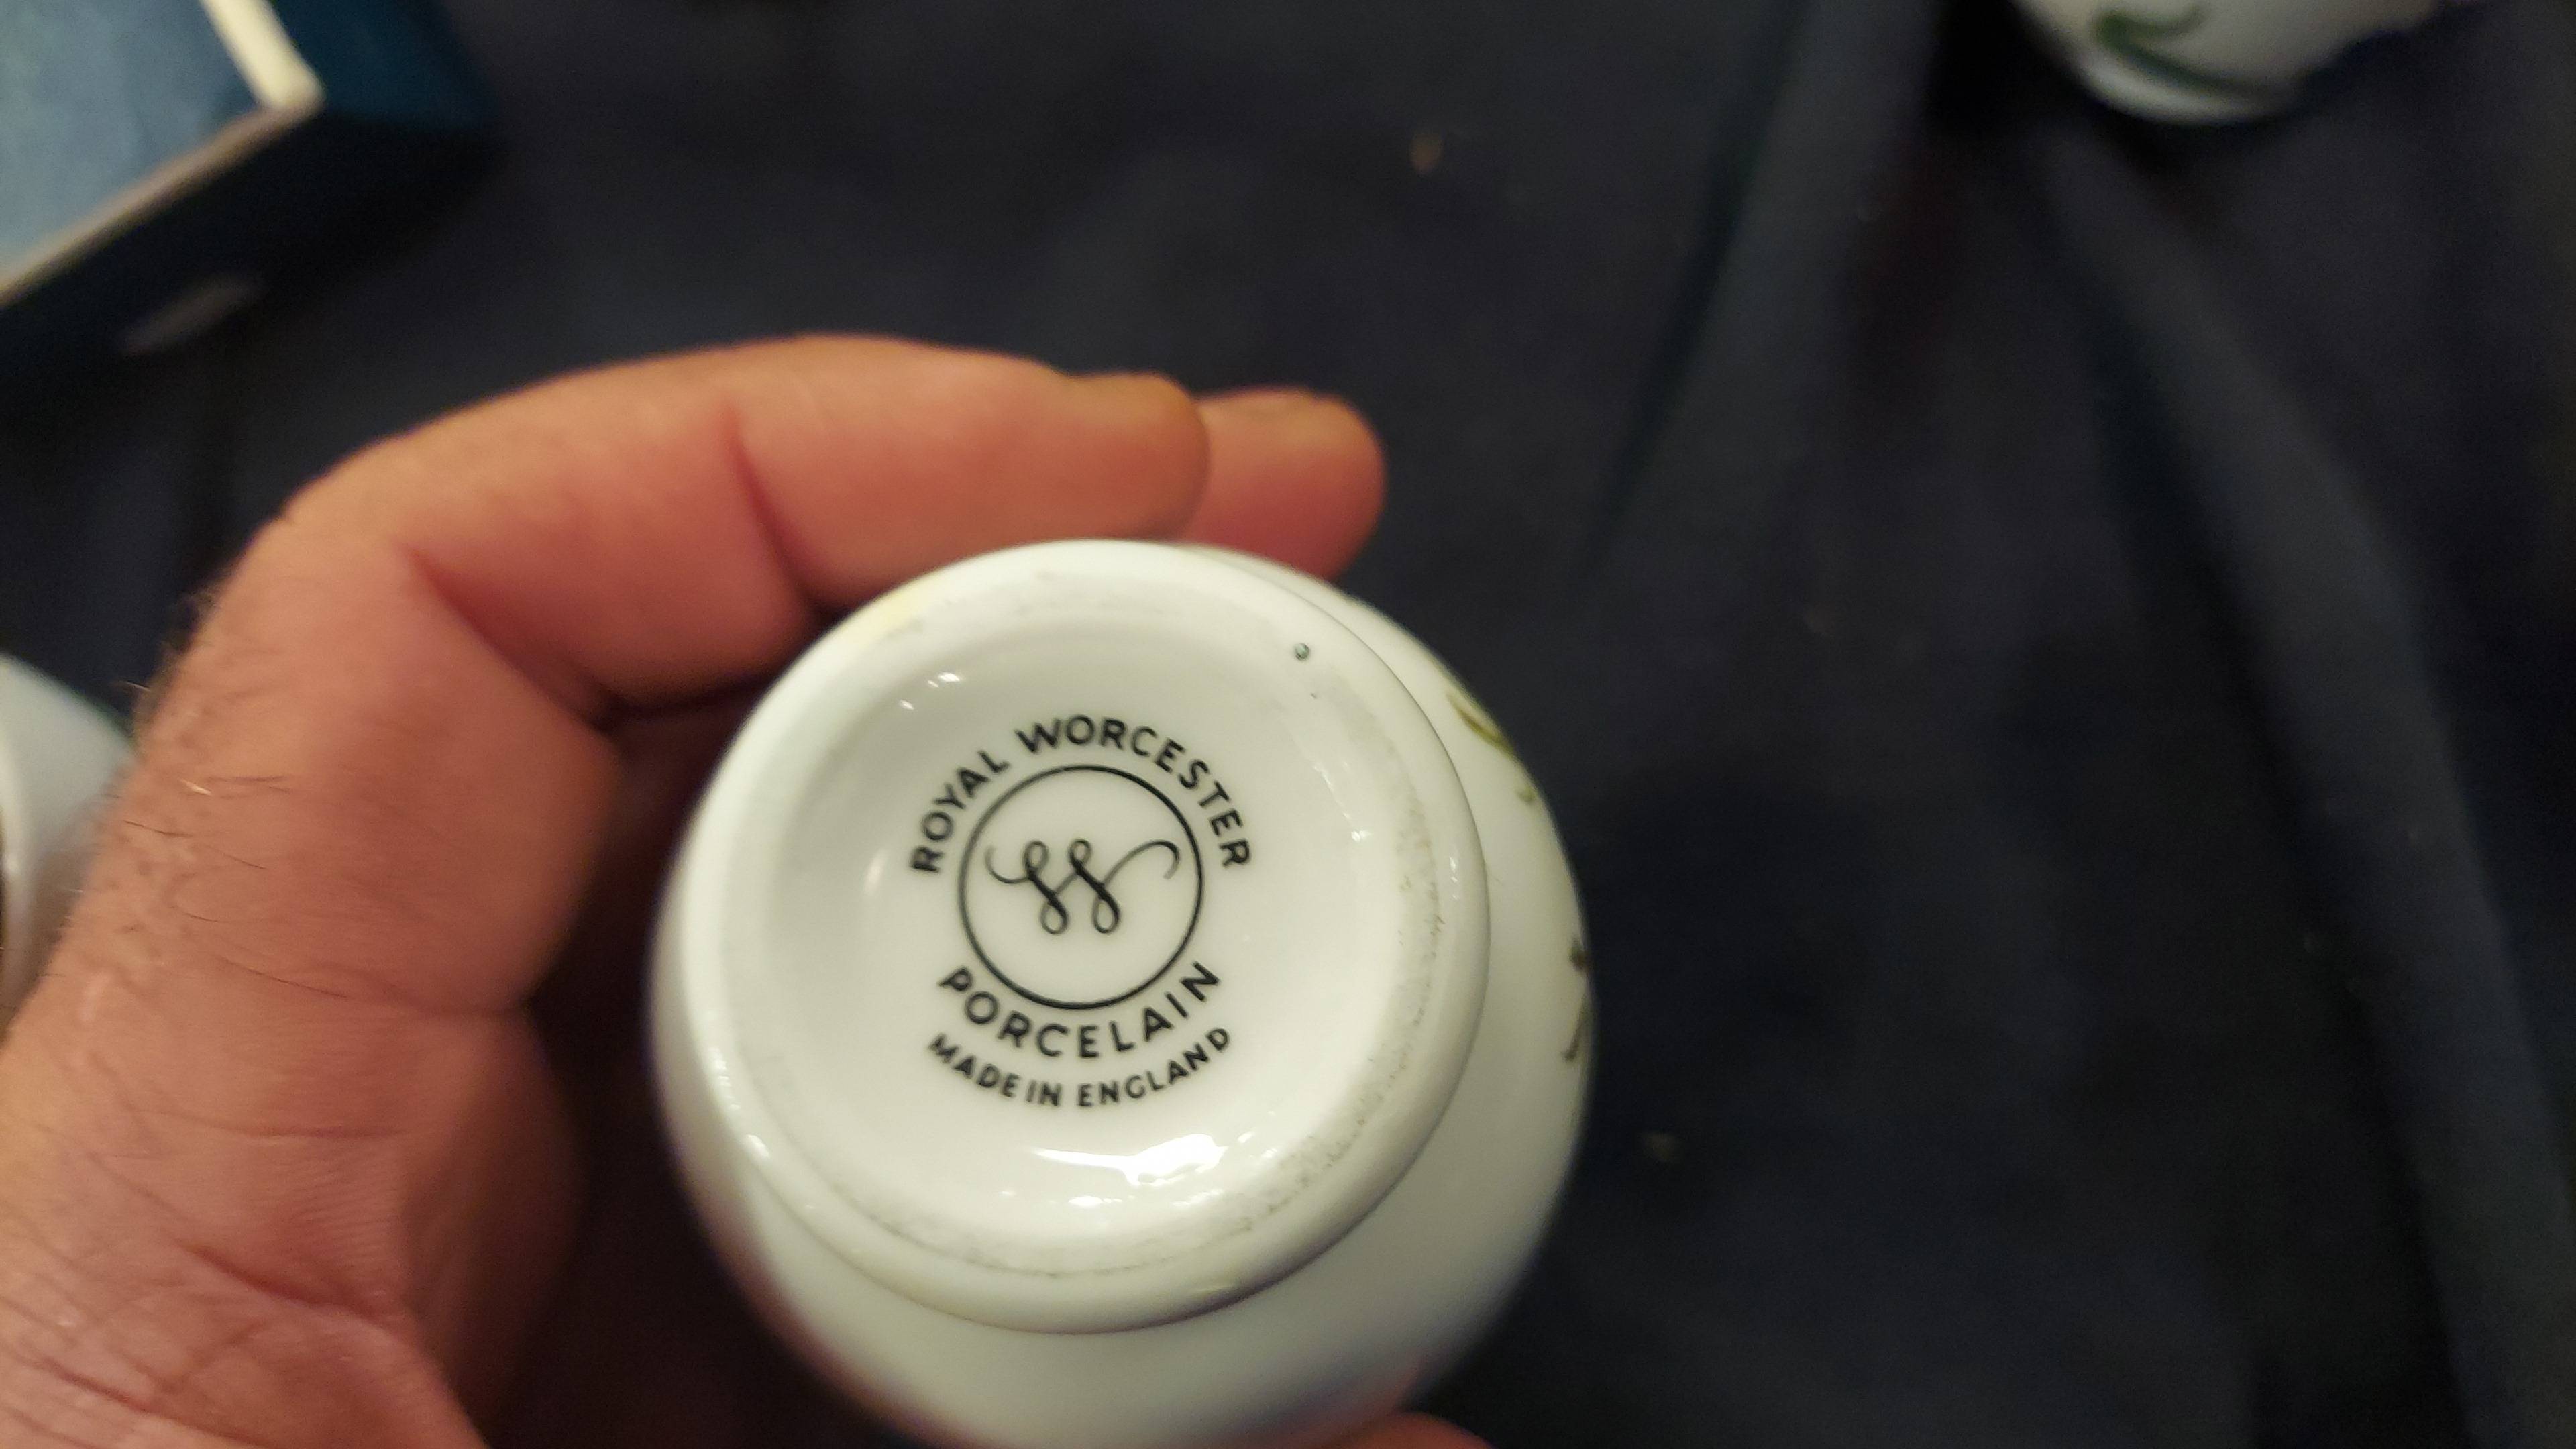 ROYAL WORCESTER
W
PORCELAIN
MADE IN ENGLAND